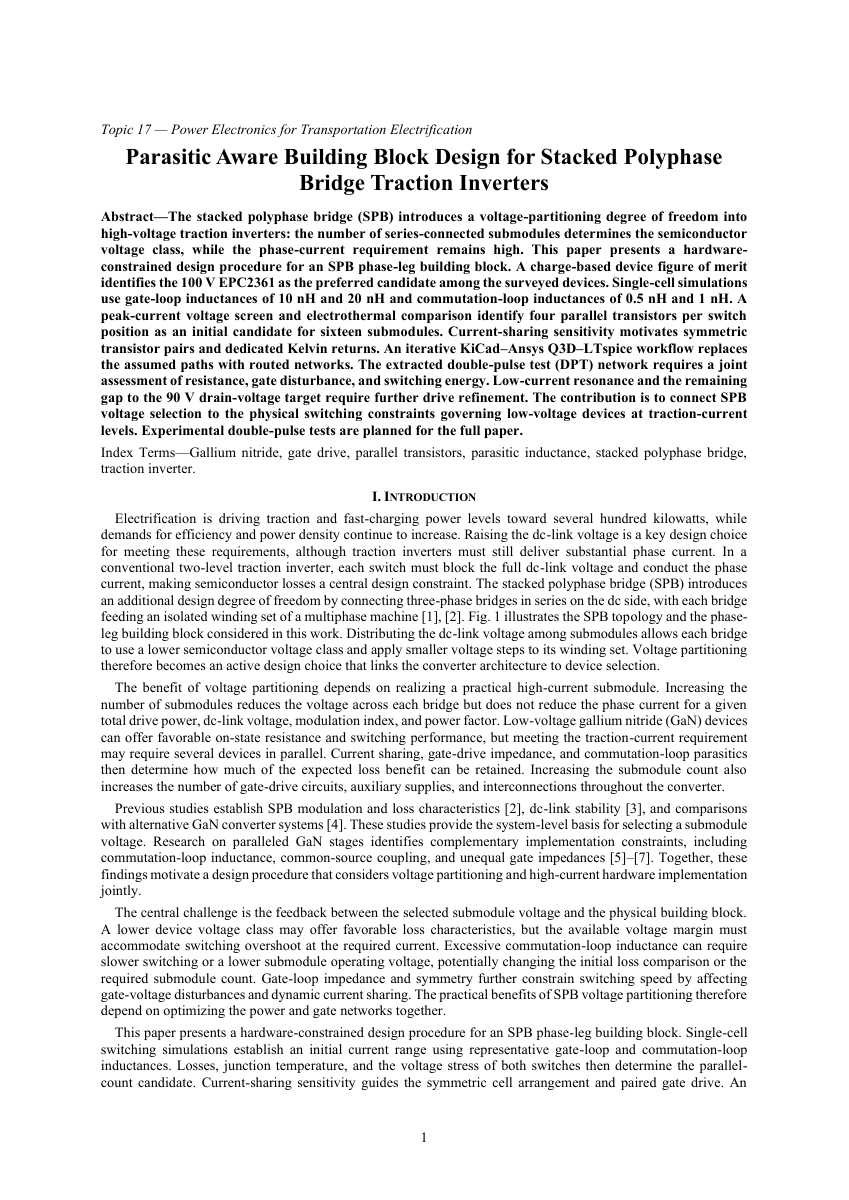 Topic 17 — Power Electronics for Transportation Electrification
Parasitic Aware Building Block Design for Stacked Polyphase
Bridge Traction Inverters
Abstract—The stacked polyphase bridge (SPB) introduces a voltage-partitioning degree of freedom into
high-voltage traction inverters: the number of series-connected submodules determines the semiconductor
voltage class, while the phase-current requirement remains high. This paper presents a hardware-
constrained design procedure for an SPB phase-leg building block. A charge-based device figure of merit
identifies the 100 V EPC2361 as the preferred candidate among the surveyed devices. Single-cell simulations
use gate-loop inductances of 10 nH and 20 nH and commutation-loop inductances of 0.5 nH and 1 nH. A
peak-current voltage screen and electrothermal comparison identify four parallel transistors per switch
position as an initial candidate for sixteen submodules. Current-sharing sensitivity motivates symmetric
transistor pairs and dedicated Kelvin returns. An iterative KiCad–Ansys Q3D–LTspice workflow replaces
the assumed paths with routed networks. The extracted double-pulse test (DPT) network requires a joint
assessment of resistance, gate disturbance, and switching energy. Low-current resonance and the remaining
gap to the 90 V drain-voltage target require further drive refinement. The contribution is to connect SPB
voltage selection to the physical switching constraints governing low-voltage devices at traction-current
levels. Experimental double-pulse tests are planned for the full paper.
Index Terms—Gallium nitride, gate drive, parallel transistors, parasitic inductance, stacked polyphase bridge,
traction inverter.
I. INTRODUCTION
Electrification is driving traction and fast-charging power levels toward several hundred kilowatts, while
demands for efficiency and power density continue to increase. Raising the dc-link voltage is a key design choice
for meeting these requirements, although traction inverters must still deliver substantial phase current. In a
conventional two-level traction inverter, each switch must block the full dc-link voltage and conduct the phase
current, making semiconductor losses a central design constraint. The stacked polyphase bridge (SPB) introduces
an additional design degree of freedom by connecting three-phase bridges in series on the dc side, with each bridge
feeding an isolated winding set of a multiphase machine [1], [2]. Fig. 1 illustrates the SPB topology and the phase-
leg building block considered in this work. Distributing the dc-link voltage among submodules allows each bridge
to use a lower semiconductor voltage class and apply smaller voltage steps to its winding set. Voltage partitioning
therefore becomes an active design choice that links the converter architecture to device selection.
The benefit of voltage partitioning depends on realizing a practical high-current submodule. Increasing the
number of submodules reduces the voltage across each bridge but does not reduce the phase current for a given
total drive power, dc-link voltage, modulation index, and power factor. Low-voltage gallium nitride (GaN) devices
can offer favorable on-state resistance and switching performance, but meeting the traction-current requirement
may require several devices in parallel. Current sharing, gate-drive impedance, and commutation-loop parasitics
then determine how much of the expected loss benefit can be retained. Increasing the submodule count also
increases the number of gate-drive circuits, auxiliary supplies, and interconnections throughout the converter.
Previous studies establish SPB modulation and loss characteristics [2], dc-link stability [3], and comparisons
with alternative GaN converter systems [4]. These studies provide the system-level basis for selecting a submodule
voltage. Research on paralleled GaN stages identifies complementary implementation constraints, including
commutation-loop inductance, common-source coupling, and unequal gate impedances [5]–[7]. Together, these
findings motivate a design procedure that considers voltage partitioning and high-current hardware implementation
jointly.
The central challenge is the feedback between the selected submodule voltage and the physical building block.
A lower device voltage class may offer favorable loss characteristics, but the available voltage margin must
accommodate switching overshoot at the required current. Excessive commutation-loop inductance can require
slower switching or a lower submodule operating voltage, potentially changing the initial loss comparison or the
required submodule count. Gate-loop impedance and symmetry further constrain switching speed by affecting
gate-voltage disturbances and dynamic current sharing. The practical benefits of SPB voltage partitioning therefore
depend on optimizing the power and gate networks together.
This paper presents a hardware-constrained design procedure for an SPB phase-leg building block. Single-cell
switching simulations establish an initial current range using representative gate-loop and commutation-loop
inductances. Losses, junction temperature, and the voltage stress of both switches then determine the parallel-
count candidate. Current-sharing sensitivity guides the symmetric cell arrangement and paired gate drive. An
1